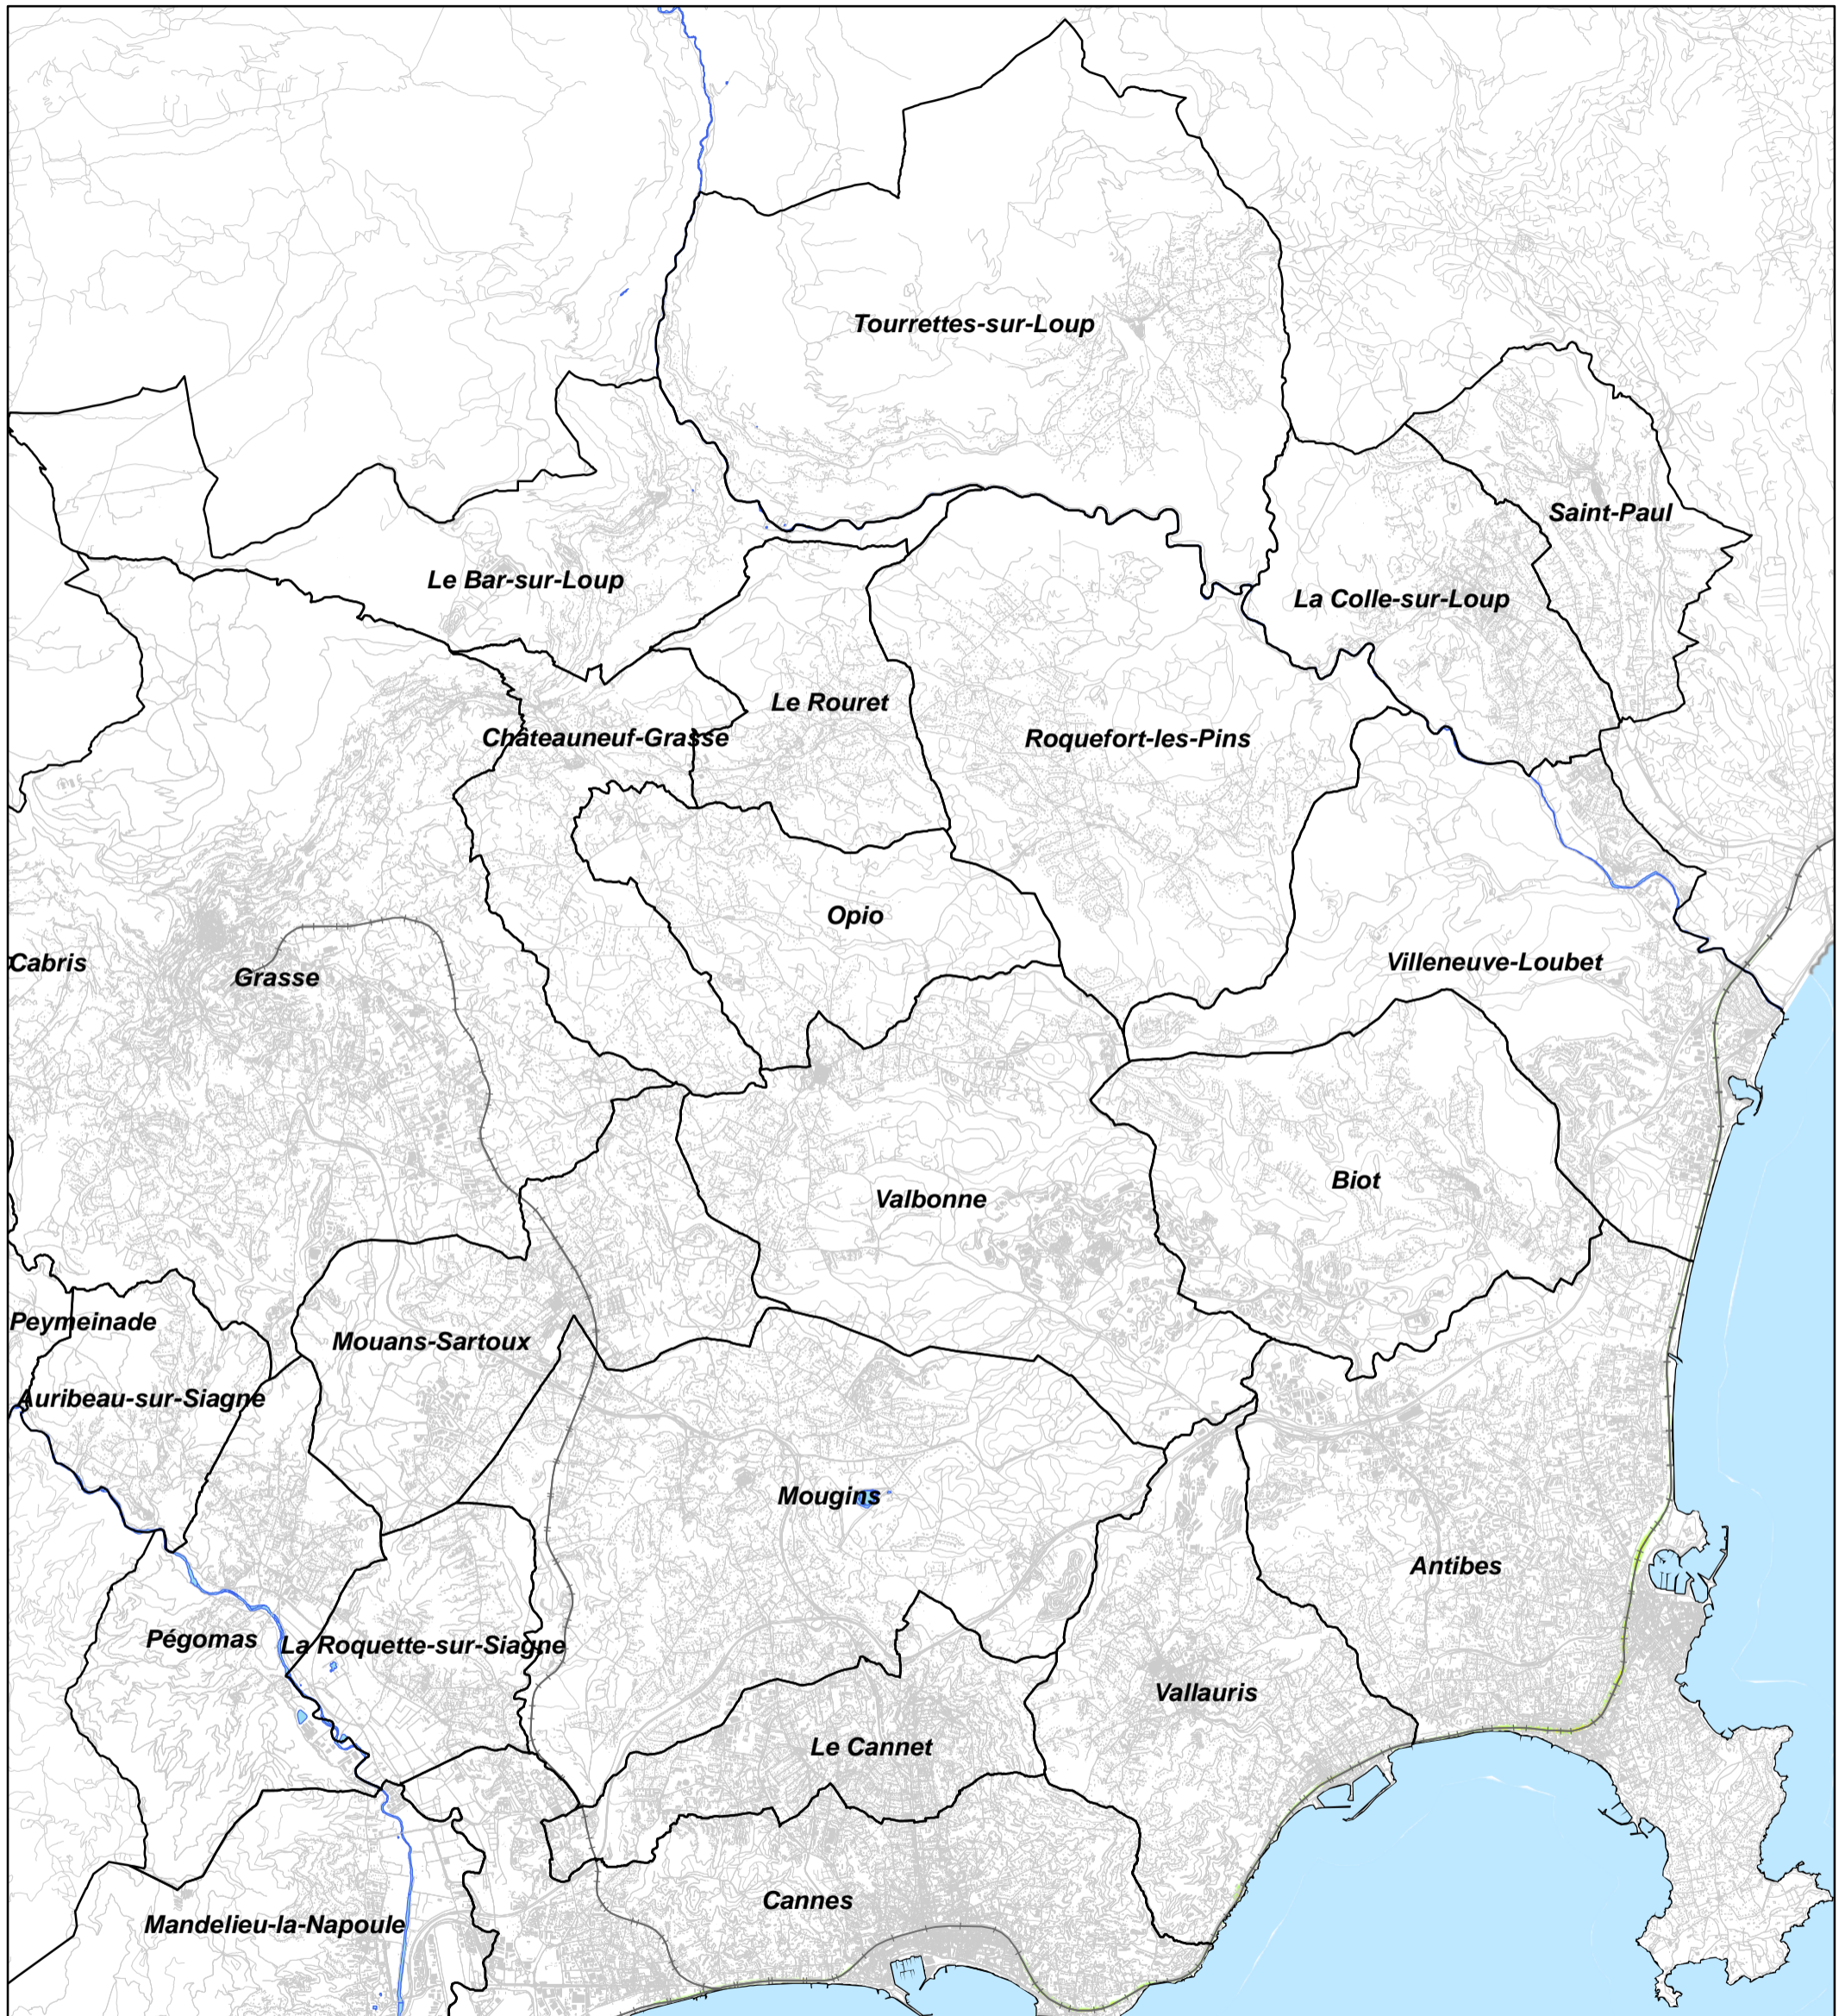 Tourrettes-sur-Loup
Saint-Paul
Le Bar-sur-Loup
La Colle-sur-Loup
Le Rouret
Châteauneuf-Grasse
Roquefort-les-Pins
Opio
Villeneuve-Loubet
Cabris
Grasse
Biot
Valbonne
Peymeinade
Mouans-Sartoux
Auribeau-sur-Siagne
Mougins
Antibes
Pégomas
La Roquette-sur-Siagne
Vallauris
Le Cannet
Cannes
Mandelieu-la-Napoule